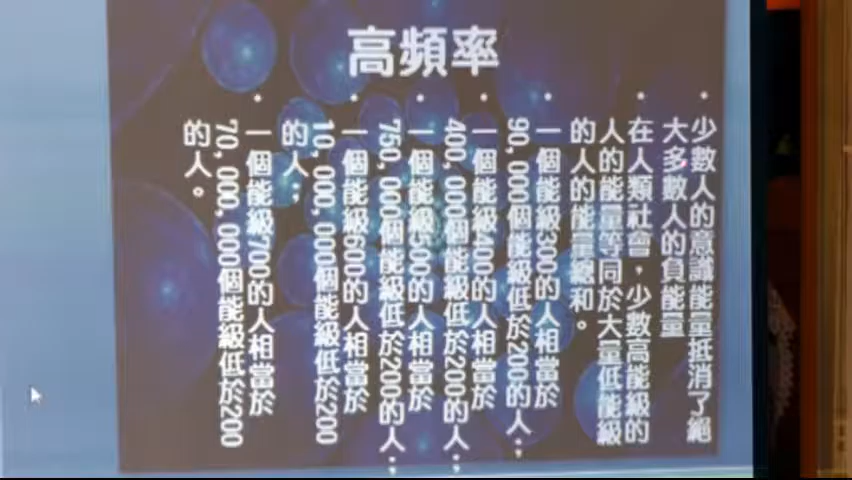 高頻率
• 少數人的意識能量抵消了絕
大多數人的負能量
• 在人類社會，少數高能級的
人的能量等同於大量低能級
的人的能量總和。
• 一個能級300的人相當於
90,000個能級低於200的人；
• 一個能級400的人相當於
400,000個能級低於200的人；
• 一個能級500的人相當於
750,000個能級低於200的人；
• 一個能級600的人相當於
10,000,000個能級低於200
的人；
• 一個能級700的人相當於
70,000,000個能級低於200
的人。